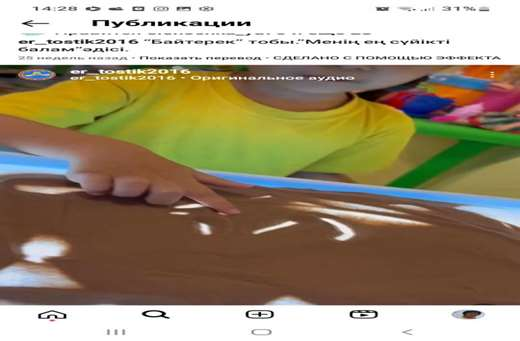 14:28
31%
Публикации
er_tostik2016 "Байтерек" тобы."Менің ең сүйікті
балам"әдісі.
25 недель назад • Показать перевод • СДЕЛАНО С ПОМОЩЬЮ ЭФФЕКТА
er_tostik2016
er_tostik2016 • Оригинальное аудио